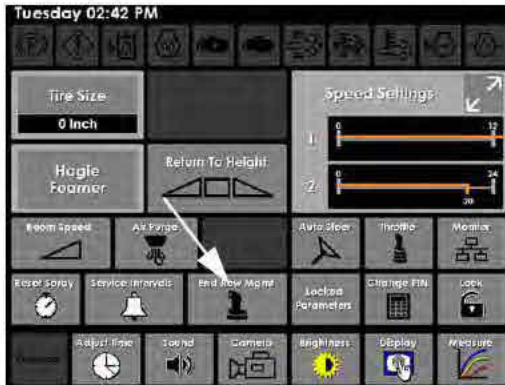 Tuesday 02:42 PM
Tire Size
0 Inch
Speed Settings
1
0
12
Hagie
Foamer
Return To Height
2
0
24
20
Boom Speed
Air Purge
Auto Steer
Throttle
Monitor
Reset Spray
Service Intervals
End Row Mgmt
Locked
Parameters
Change PIN
Lock
Adjust Time
Sound
Camera
Brightness
Display
Measure